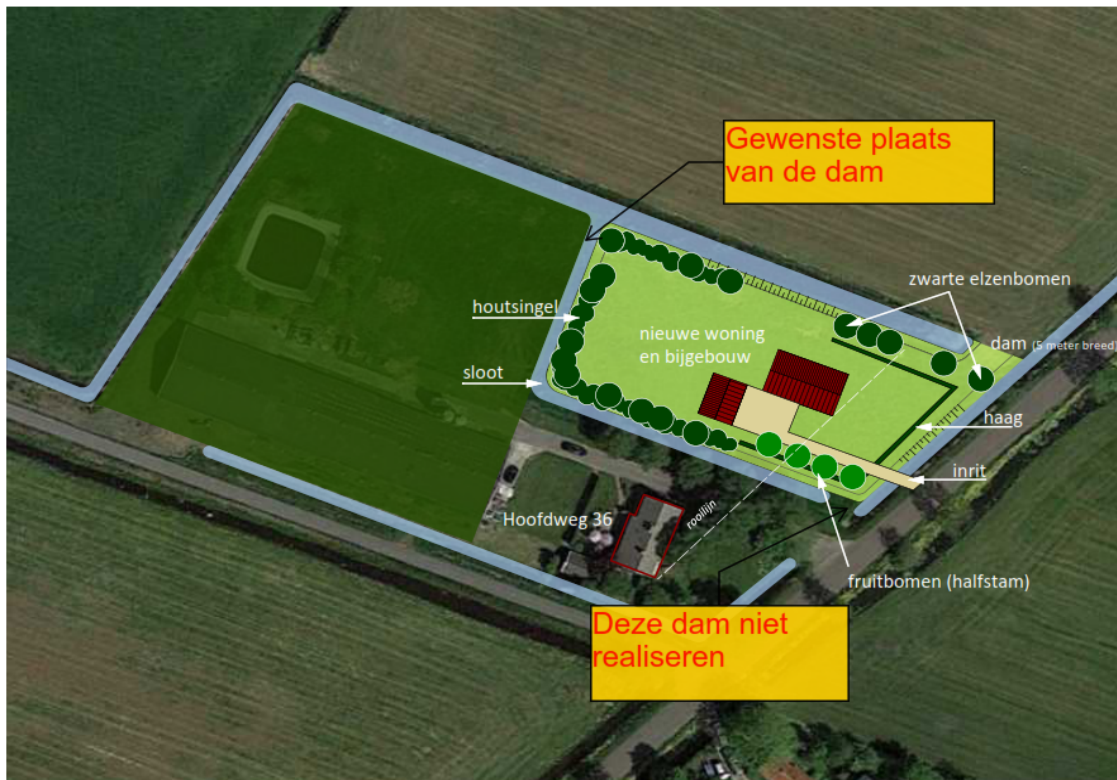 Gewenste plaats
van de dam
zwarte elzenbomen
houtsingel
nieuwe woning
en bijgebouw
dam (5 meter breed)
sloot
haag
inrit
Hoofdweg 36
rooilijn
fruitbomen (halfstam)
Deze dam niet
realiseren